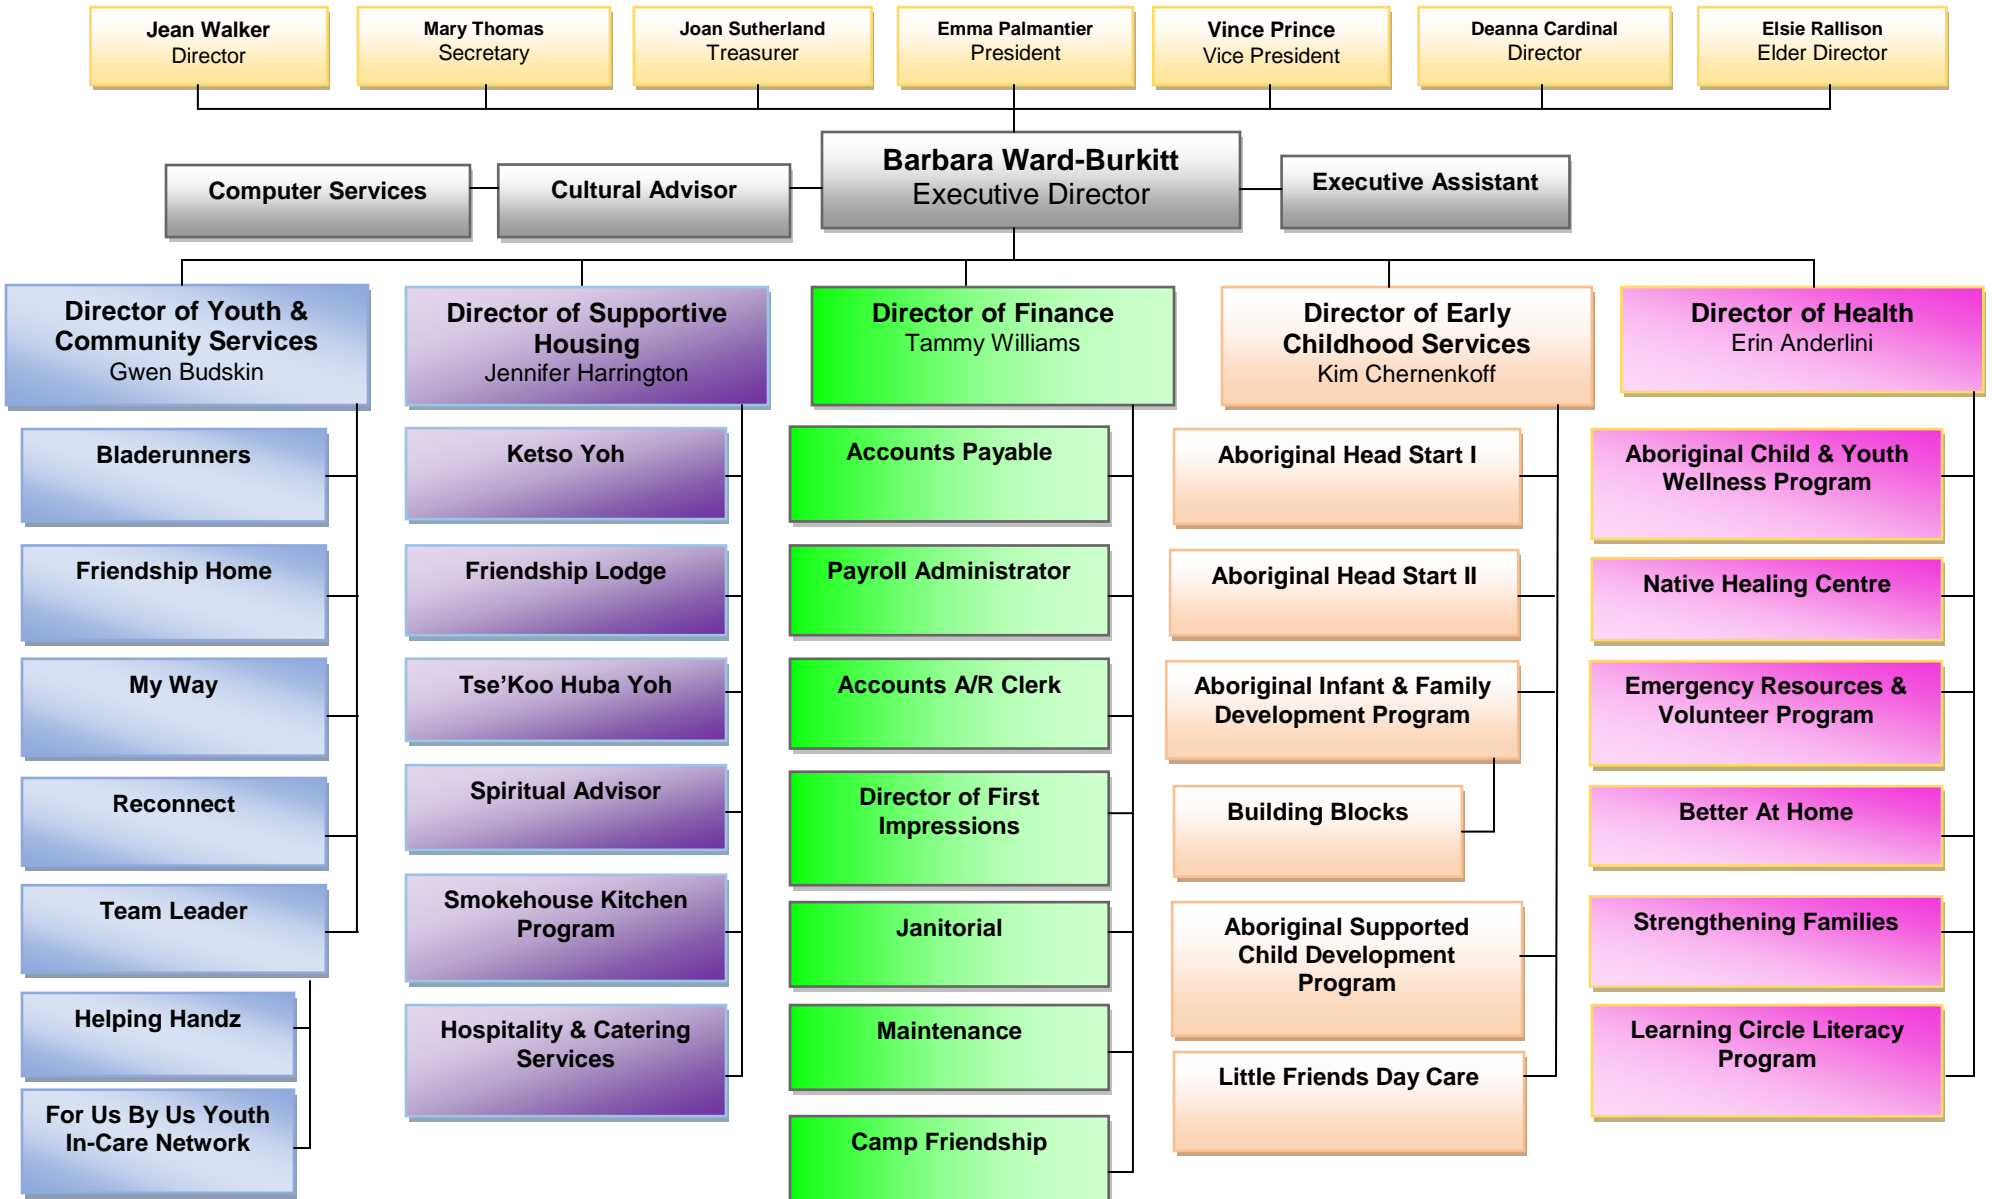 Jean Walker
Director
Mary Thomas
Secretary
Joan Sutherland
Treasurer
Emma Palmantier
President
Vince Prince
Vice President
Deanna Cardinal
Director
Elsie Rallison
Elder Director
Computer Services
Cultural Advisor
Barbara Ward-Burkitt
Executive Director
Executive Assistant
Director of Youth &
Community Services
Gwen Budskin
Bladerunners
Friendship Home
My Way
Reconnect
Team Leader
Helping Handz
For Us By Us Youth
In-Care Network
Director of Supportive
Housing
Jennifer Harrington
Ketso Yoh
Friendship Lodge
Tse’Koo Huba Yoh
Spiritual Advisor
Smokehouse Kitchen
Program
Hospitality & Catering
Services
Director of Finance
Tammy Williams
Accounts Payable
Payroll Administrator
Accounts A/R Clerk
Director of First
Impressions
Janitorial
Maintenance
Camp Friendship
Director of Early
Childhood Services
Kim Chernenkoff
Aboriginal Head Start I
Aboriginal Head Start II
Aboriginal Infant & Family
Development Program
Building Blocks
Aboriginal Supported
Child Development
Program
Little Friends Day Care
Director of Health
Erin Anderlini
Aboriginal Child & Youth
Wellness Program
Native Healing Centre
Emergency Resources &
Volunteer Program
Better At Home
Strengthening Families
Learning Circle Literacy
Program